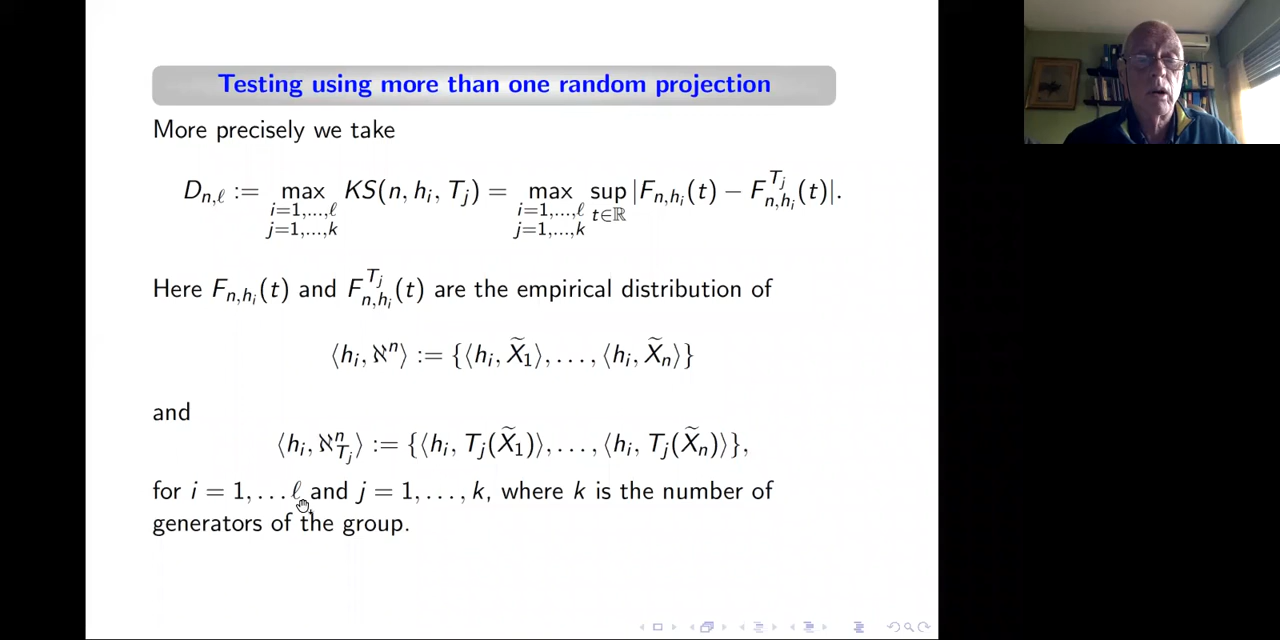 Testing using more than one random projection
More precisely we take
D_{n,ℓ} := max_{i=1,...,ℓ j=1,...,k} KS(n, h_i, T_j) = max_{i=1,...,ℓ j=1,...,k} sup_{t∈ℝ} |F_{n,h_i}(t) − F^{T_j}_{n,h_i}(t)|.
Here F_{n,h_i}(t) and F^{T_j}_{n,h_i}(t) are the empirical distribution of
⟨h_i, ℵ^n⟩ := {⟨h_i, X̃_1⟩, . . . , ⟨h_i, X̃_n⟩}
and
⟨h_i, ℵ^n_{T_j}⟩ := {⟨h_i, T_j(X̃_1)⟩, . . . , ⟨h_i, T_j(X̃_n)⟩},
for i = 1, . . . ℓ and j = 1, . . . , k, where k is the number of
generators of the group.